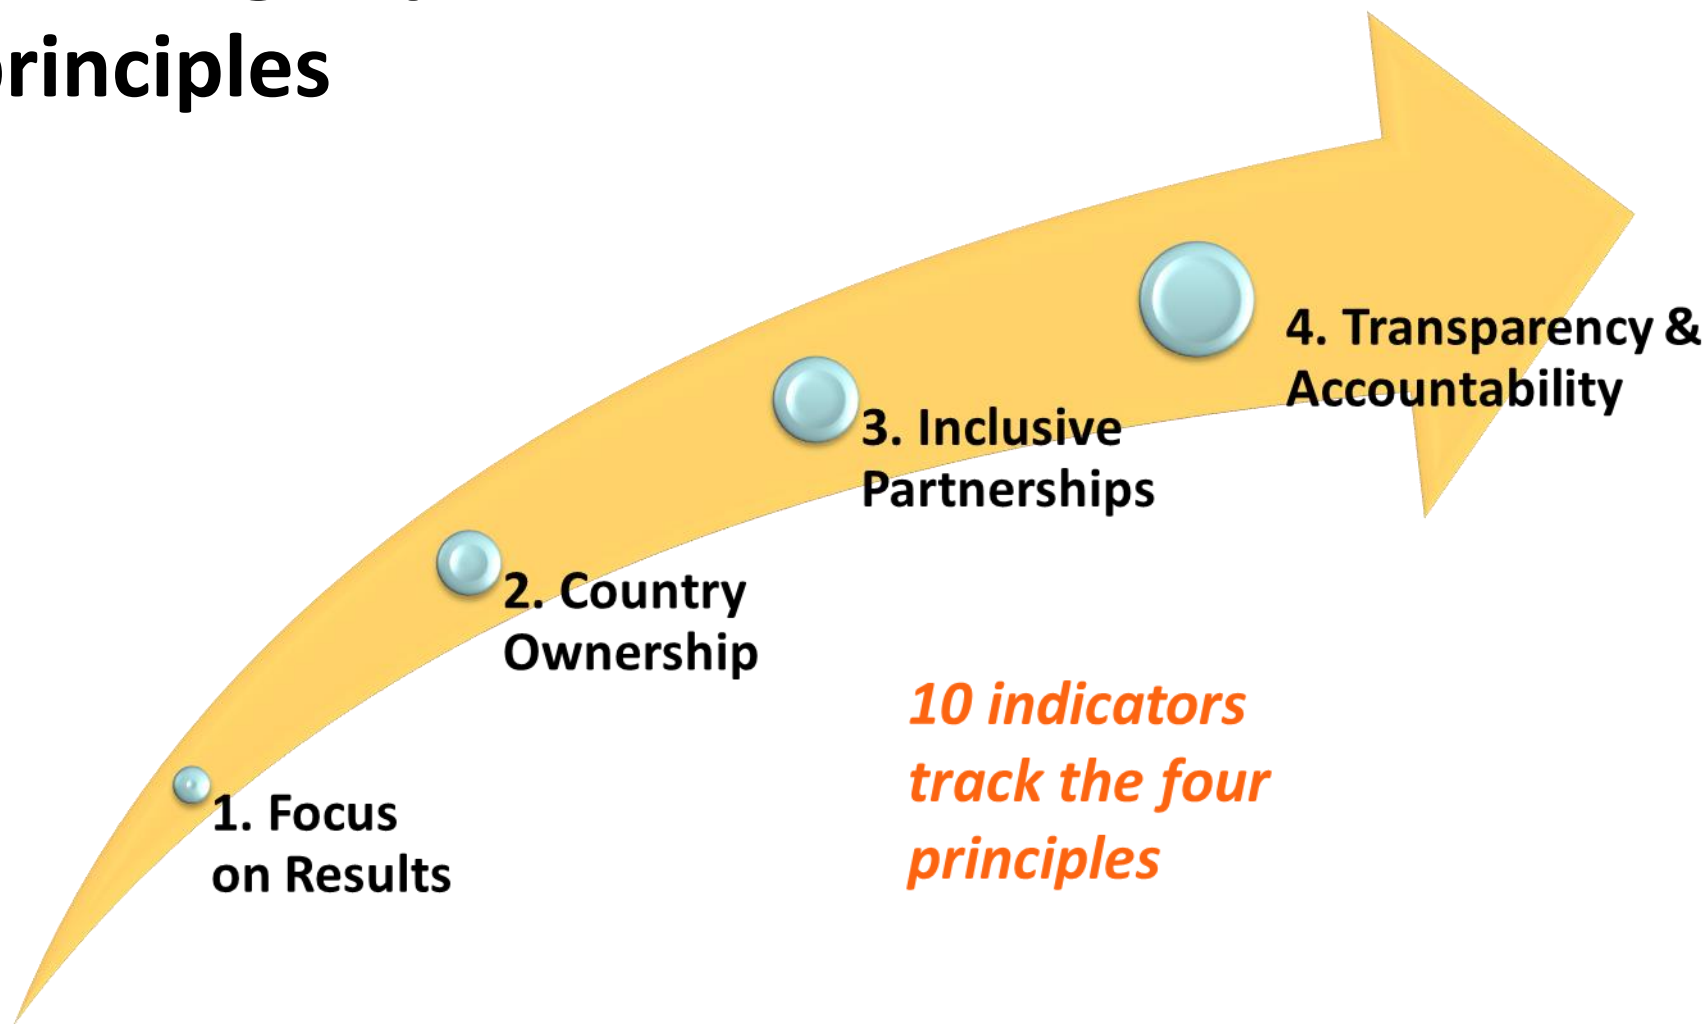 principles
4. Transparency &
Accountability
3. Inclusive
Partnerships
2. Country
Ownership
10 indicators
track the four
principles
1. Focus
on Results